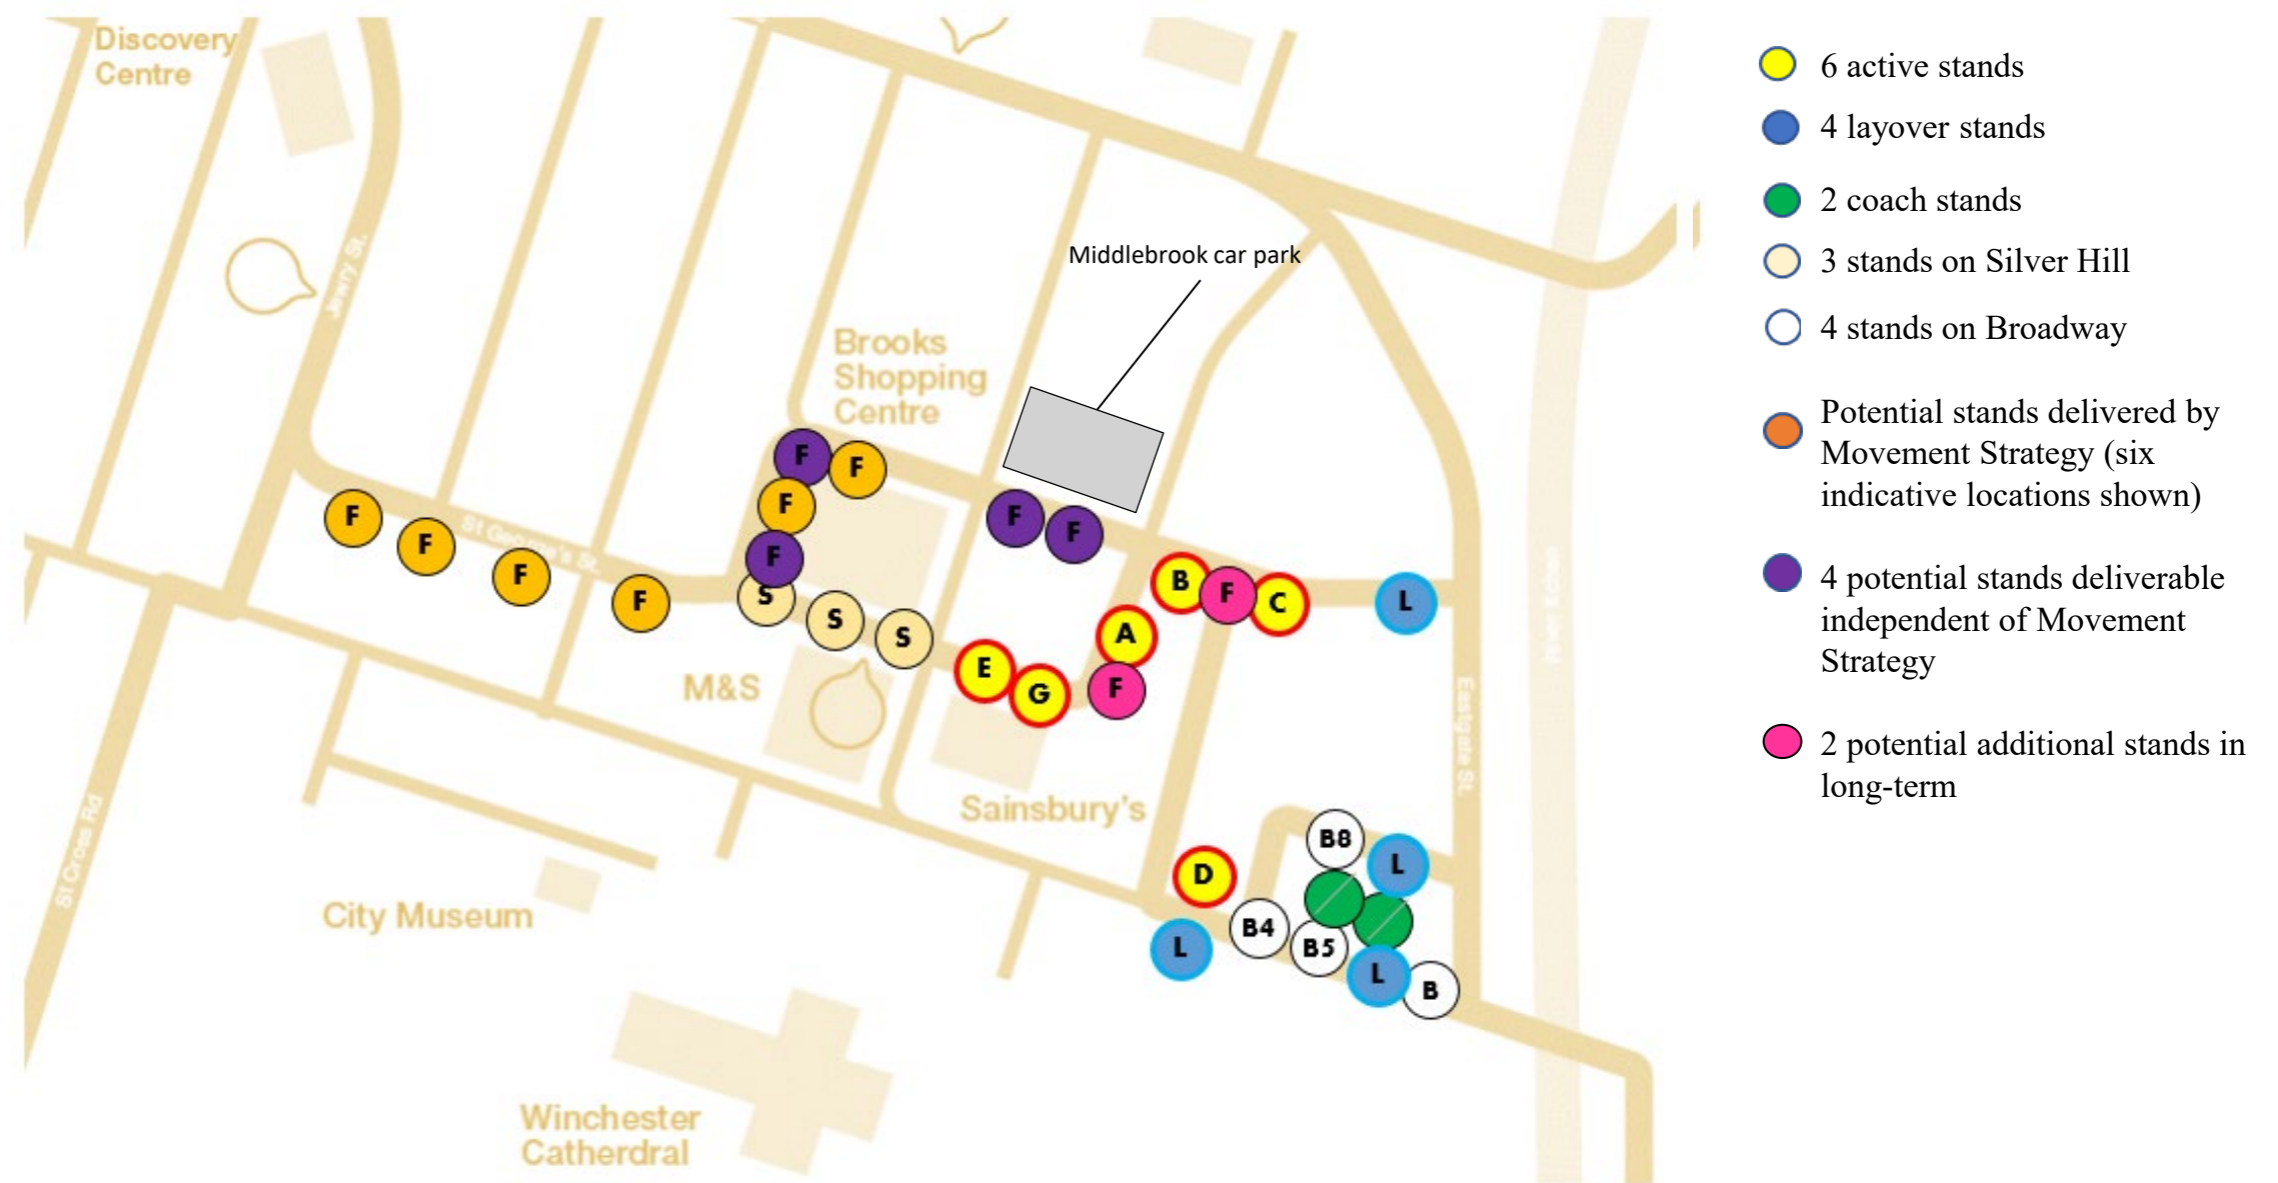 Discovery
Centre
Jewry St.
Middlebrook car park
Brooks
Shopping
Centre
F
F
F
F
F
F
F
F
F
F
St George's St.
S
S
S
B
F
C
L
A
F
E
G
M&S
Sainsbury's
River Itchen
Eastgate St.
St Cross Rd
City Museum
D
L
B4
B5
B8
L
L
B
Winchester
Catherdral
6 active stands
4 layover stands
2 coach stands
3 stands on Silver Hill
4 stands on Broadway
Potential stands delivered by
Movement Strategy (six
indicative locations shown)
4 potential stands deliverable
independent of Movement
Strategy
2 potential additional stands in
long-term